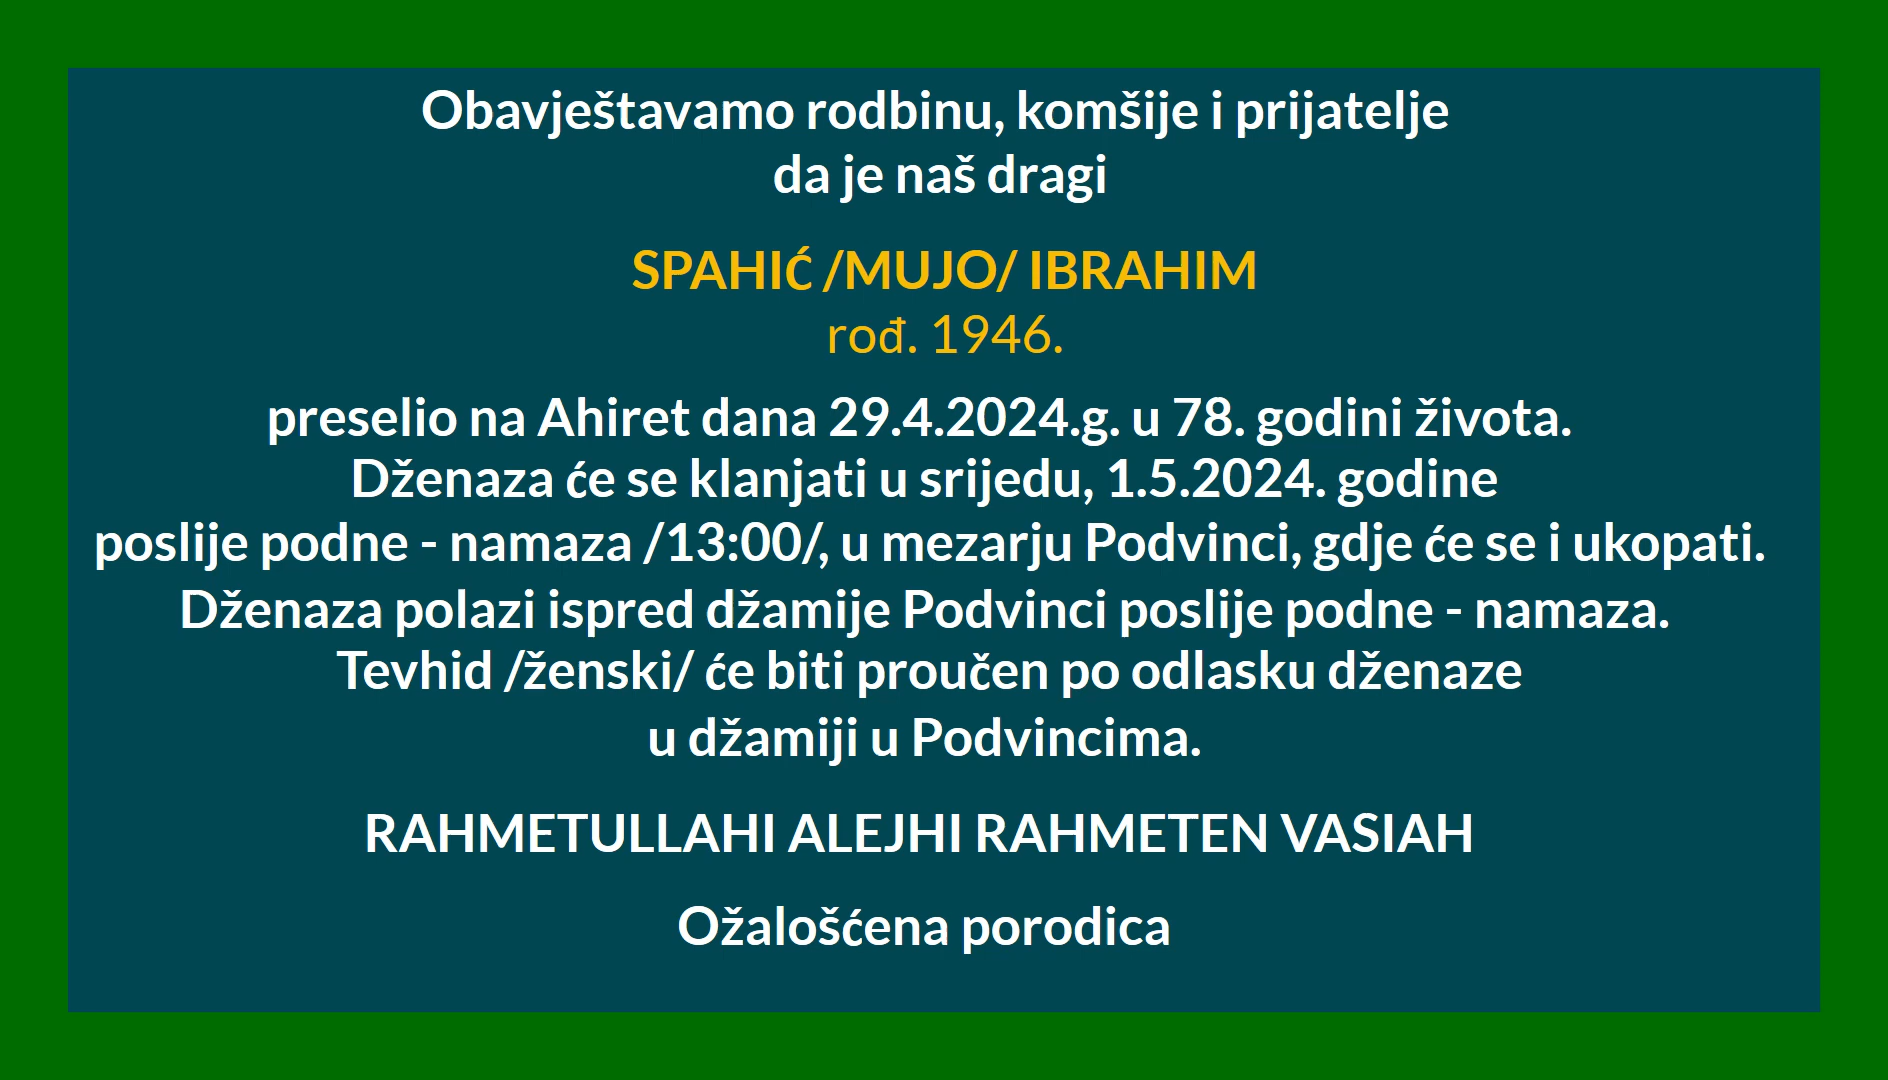 Obavještavamo rodbinu, komšije i prijatelje
da je naš dragi
SPAHIĆ /MUJO/ IBRAHIM
rođ. 1946.
preselio na Ahiret dana 29.4.2024.g. u 78. godini života.
Dženaza će se klanjati u srijedu, 1.5.2024. godine
poslije podne - namaza /13:00/, u mezarju Podvinci, gdje će se i ukopati.
Dženaza polazi ispred džamije Podvinci poslije podne - namaza.
Tevhid /ženski/ će biti proučen po odlasku dženaze
u džamiji u Podvincima.
RAHMETULLAHI ALEJHI RAHMETEN VASIAH
Ožalošćena porodica